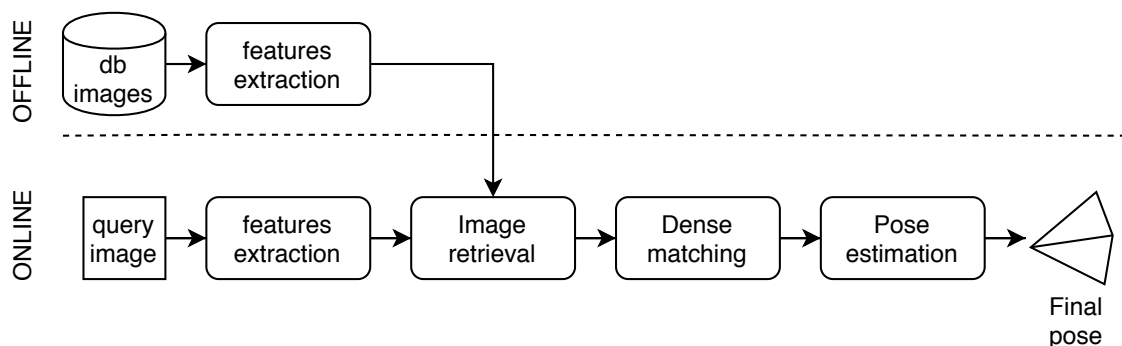 OFFLINE
db
images
features
extraction
ONLINE
query
image
features
extraction
Image
retrieval
Dense
matching
Pose
estimation
Final
pose